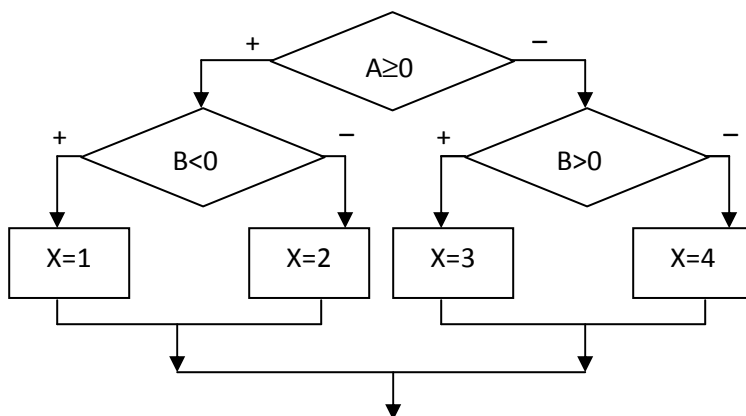 + −
A≥0
+ − + −
B<0 B>0
X=1 X=2 X=3 X=4